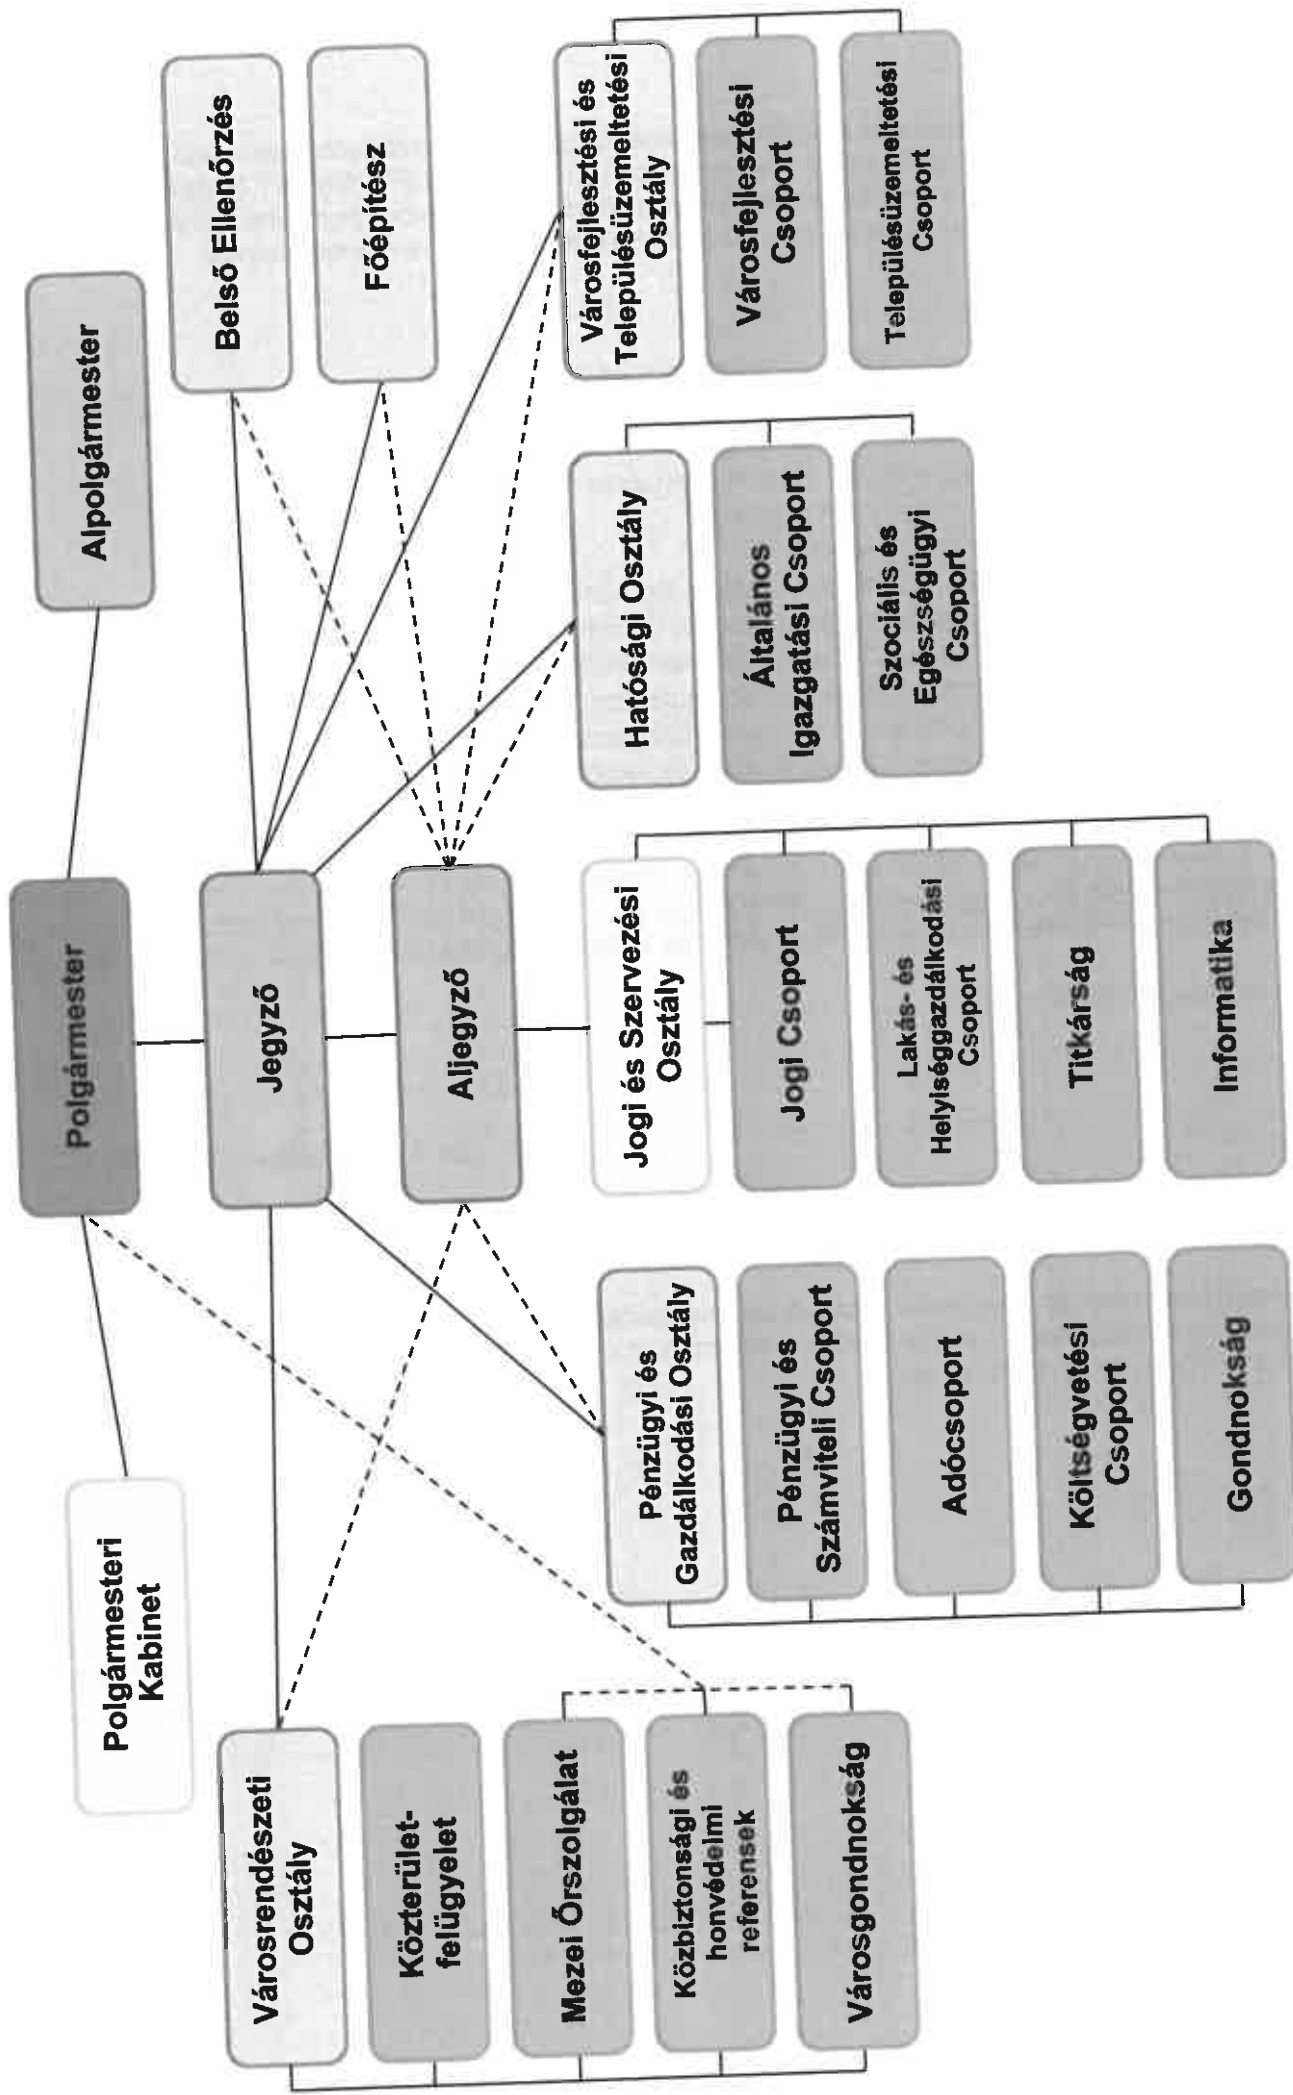 Polgármester
Alpolgármester
Polgármesteri
Kabinet
Jegyző
Belső Ellenőrzés
Főépítész
Aljegyző
Városrendészeti
Osztály
Közterület-
felügyelet
Mezei Őrszolgálat
Közbiztonsági és
honvédelmi
referensek
Városgondnokság
Pénzügyi és
Gazdálkodási Osztály
Pénzügyi és
Számviteli Csoport
Adócsoport
Költségvetési
Csoport
Gondnokság
Jogi és Szervezési
Osztály
Jogi Csoport
Lakás- és
Helyiséggazdálkodási
Csoport
Titkárság
Informatika
Hatósági Osztály
Általános
Igazgatási Csoport
Szociális és
Egészségügyi
Csoport
Városfejlesztési és
Településüzemeltetési
Osztály
Városfejlesztési
Csoport
Településüzemeltetési
Csoport